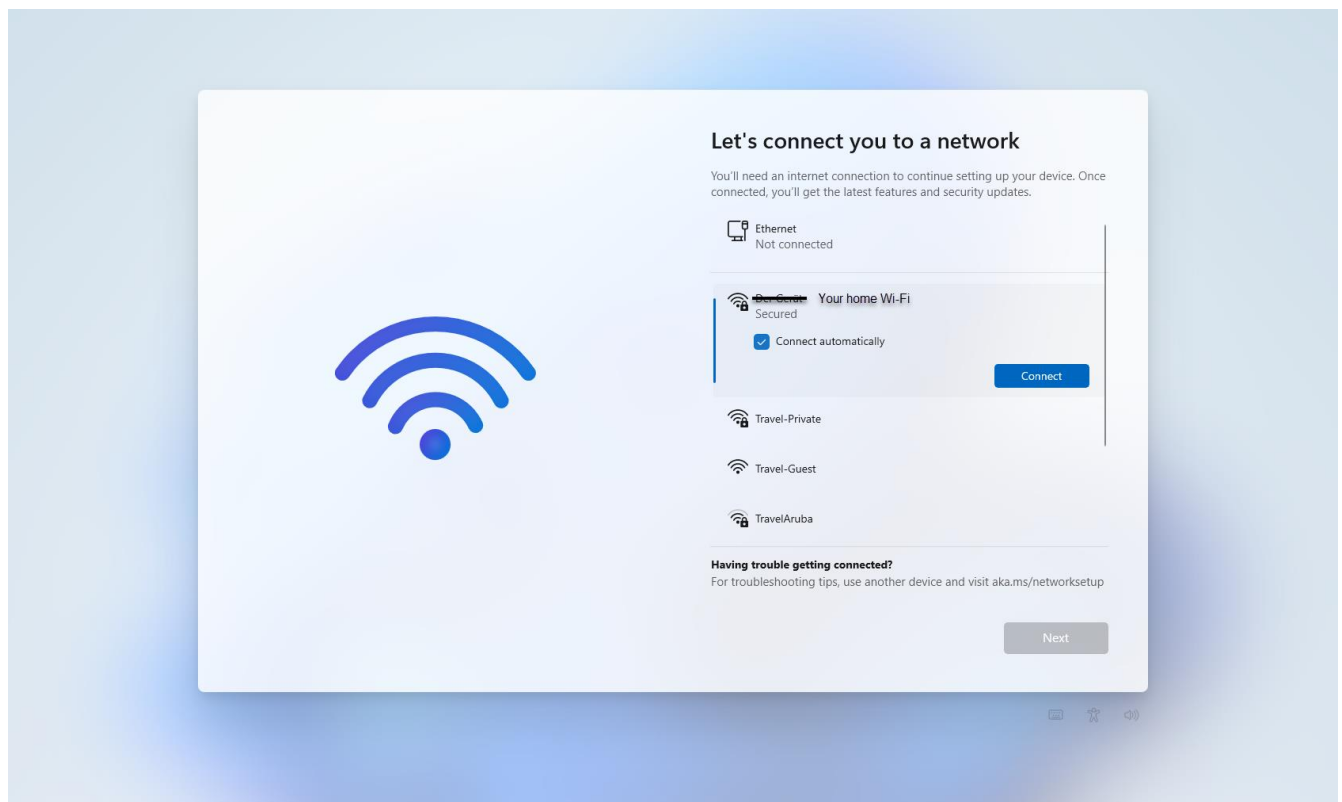 Let's connect you to a network
You'll need an internet connection to continue setting up your device. Once
connected, you'll get the latest features and security updates.
Ethernet
Not connected
Your home Wi-Fi
Secured
Connect automatically
Connect
Travel-Private
Travel-Guest
TravelAruba
Having trouble getting connected?
For troubleshooting tips, use another device and visit aka.ms/networksetup
Next